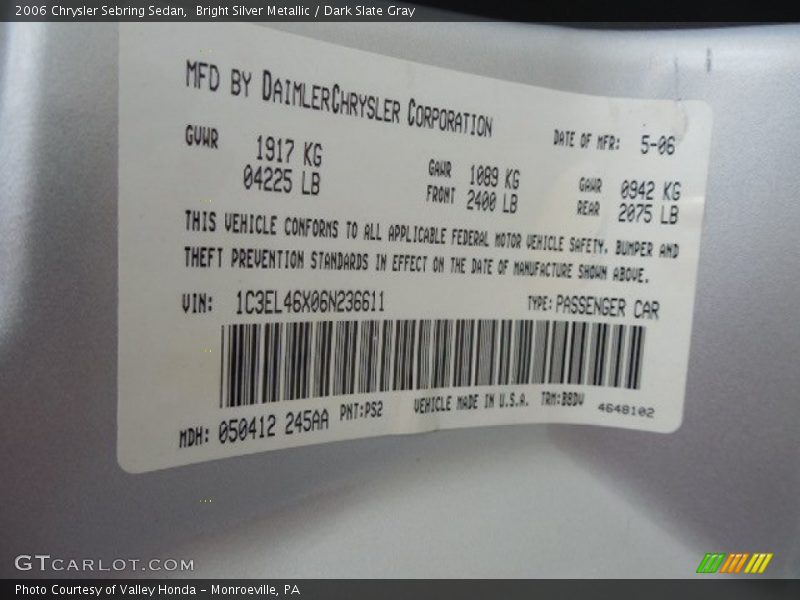 2006 Chrysler Sebring Sedan, Bright Silver Metallic / Dark Slate Gray
MFD BY DAIMLERCHRYSLER CORPORATION
DATE OF MFR: 5-06
GVWR 1917 KG
04225 LB
GAWR 1089 KG
FRONT 2400 LB
GAWR 0942 KG
REAR 2075 LB
THIS VEHICLE CONFORMS TO ALL APPLICABLE FEDERAL MOTOR VEHICLE SAFETY, BUMPER AND
THEFT PREVENTION STANDARDS IN EFFECT ON THE DATE OF MANUFACTURE SHOWN ABOVE.
VIN: 1C3EL46X06N236611 TYPE: PASSENGER CAR
MDH: 050412 245AA PNT:PS2 VEHICLE MADE IN U.S.A. TRM:B8DV 4648102
GTCARLOT.COM
Photo Courtesy of Valley Honda - Monroeville, PA